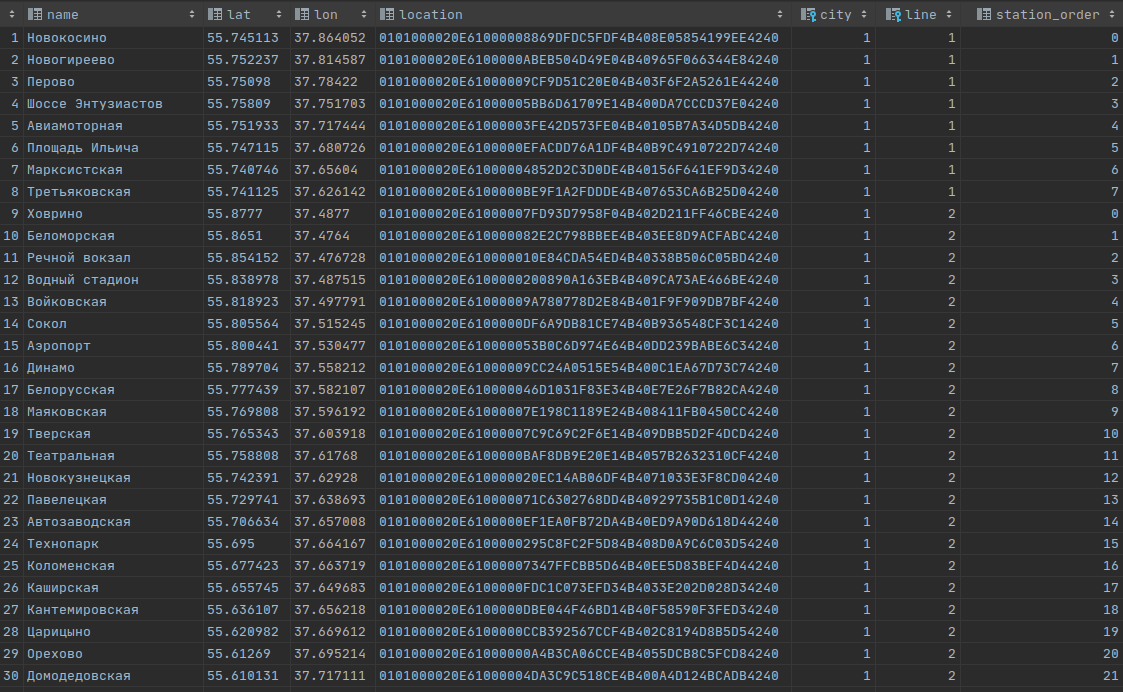 name lat lon location city line station_order
1 Новокосино 55.745113 37.864052 0101000020E61000008869DFDC5FDF4B408E05854199EE4240 1 1 0
2 Новогиреево 55.752237 37.814587 0101000020E6100000ABEB504D49E04B40965F066344E84240 1 1 1
3 Перово 55.75098 37.78422 0101000020E61000009CF9D51C20E04B403F6F2A5261E44240 1 1 2
4 Шоссе Энтузиастов 55.75809 37.751703 0101000020E61000005BB6D61709E14B400DA7CCCD37E04240 1 1 3
5 Авиамоторная 55.751933 37.717444 0101000020E61000003FE42D573FE04B40105B7A34D5DB4240 1 1 4
6 Площадь Ильича 55.747115 37.680726 0101000020E6100000EFACDD76A1DF4B40B9C4910722D74240 1 1 5
7 Марксистская 55.740746 37.65604 0101000020E61000004852D2C3D0DE4B40156F641EF9D34240 1 1 6
8 Третьяковская 55.741125 37.626142 0101000020E6100000BE9F1A2FDDDE4B407653CA6B25D04240 1 1 7
9 Ховрино 55.8777 37.4877 0101000020E61000007FD93D7958F04B402D211FF46CBE4240 1 2 0
10 Беломорская 55.8651 37.4764 0101000020E610000082E2C798BBEE4B403EE8D9ACFABC4240 1 2 1
11 Речной вокзал 55.854152 37.476728 0101000020E610000010E84CDA54ED4B40338B506C05BD4240 1 2 2
12 Водный стадион 55.838978 37.487515 0101000020E6100000200890A163EB4B409CA73AE466BE4240 1 2 3
13 Войковская 55.818923 37.497791 0101000020E61000009A780778D2E84B401F9F909DB7BF4240 1 2 4
14 Сокол 55.805564 37.515245 0101000020E6100000DF6A9DB81CE74B40B936548CF3C14240 1 2 5
15 Аэропорт 55.800441 37.530477 0101000020E610000053B0C6D974E64B40DD239BABE6C34240 1 2 6
16 Динамо 55.789704 37.558212 0101000020E61000009CC24A0515E54B400C1EA67D73C74240 1 2 7
17 Белорусская 55.777439 37.582107 0101000020E610000046D1031F83E34B40E7E26F7B82CA4240 1 2 8
18 Маяковская 55.769808 37.596192 0101000020E61000007E198C1189E24B408411FB0450CC4240 1 2 9
19 Тверская 55.765343 37.603918 0101000020E61000007C9C69C2F6E14B409DBB5D2F4DCD4240 1 2 10
20 Театральная 55.758808 37.61768 0101000020E6100000BAF8DB9E20E14B4057B2632310CF4240 1 2 11
21 Новокузнецкая 55.742391 37.62928 0101000020E610000020EC14AB06DF4B4071033E3F8CD04240 1 2 12
22 Павелецкая 55.729741 37.638693 0101000020E610000071C6302768DD4B40929735B1C0D14240 1 2 13
23 Автозаводская 55.706634 37.657008 0101000020E6100000EF1EA0FB72DA4B40ED9A90D618D44240 1 2 14
24 Технопарк 55.695 37.664167 0101000020E6100000295C8FC2F5D84B408D0A9C6C03D54240 1 2 15
25 Коломенская 55.677423 37.663719 0101000020E61000007347FFCBB5D64B40EE5D83BEF4D44240 1 2 16
26 Каширская 55.655745 37.649683 0101000020E6100000FDC1C073EFD34B4033E202D028D34240 1 2 17
27 Кантемировская 55.636107 37.656218 0101000020E6100000DBE044F46BD14B40F58590F3FED34240 1 2 18
28 Царицыно 55.620982 37.669612 0101000020E6100000CCB392567CCF4B402C8194D8B5D54240 1 2 19
29 Орехово 55.61269 37.695214 0101000020E6100000A4B3CA06CCE4B4055DCB8C5FCD84240 1 2 20
30 Домодедовская 55.610131 37.717111 0101000020E61000004DA3C9C518CE4B400A4D124BCADB4240 1 2 21